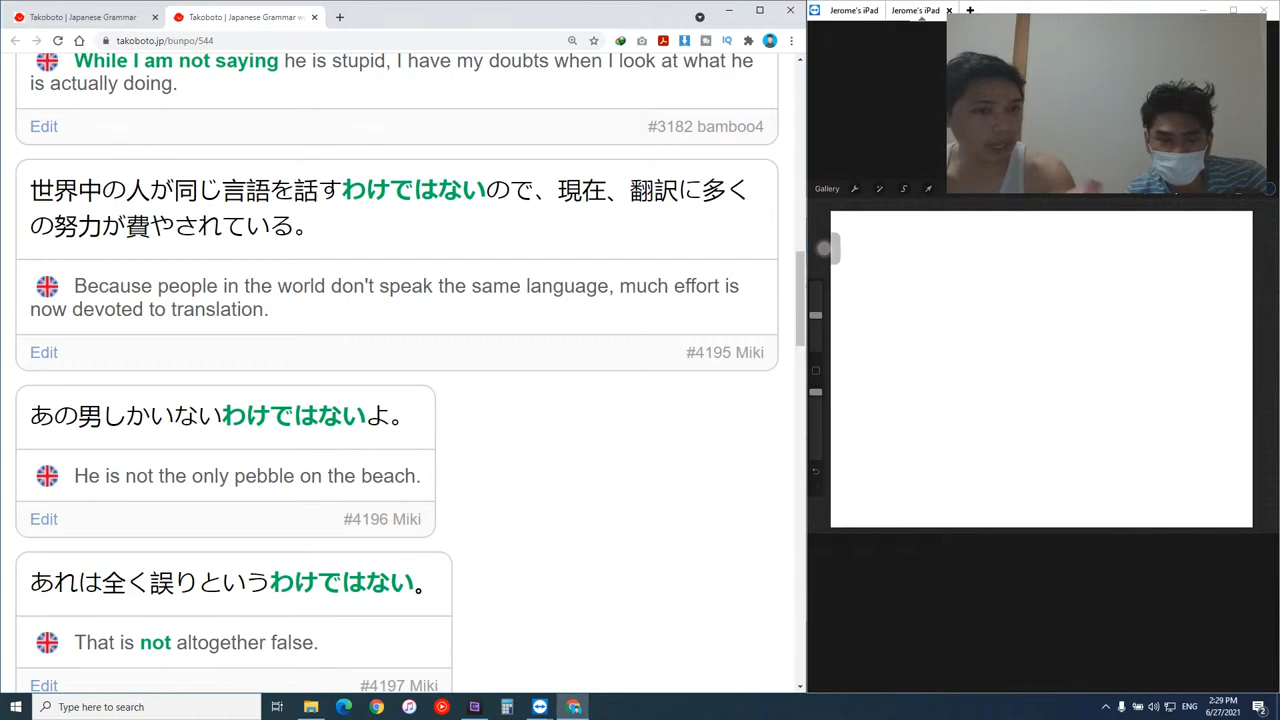 Takoboto | Japanese Grammar
Takoboto | Japanese Grammar w
Jerome's iPad
Jerome's iPad
takoboto.jp/bunpo/544
IQ
While I am not saying he is stupid, I have my doubts when I look at what he
is actually doing.
Edit
#3182 bamboo4
世界中の人が同じ言語を話すわけではないので、現在、翻訳に多く
の努力が費やされている。
Because people in the world don't speak the same language, much effort is
now devoted to translation.
Edit
#4195 Miki
あの男しかいないわけではないよ。
He is not the only pebble on the beach.
Edit
#4196 Miki
あれは全く誤りというわけではない。
That is not altogether false.
Edit
#4197 Miki
Gallery
Type here to search
ENG
2:29 PM
6/27/2021
2